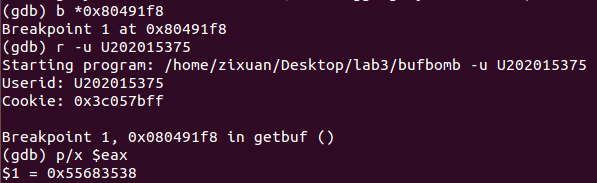 (gdb) b *0x80491f8
Breakpoint 1 at 0x80491f8
(gdb) r -u U202015375
Starting program: /home/zixuan/Desktop/lab3/bufbomb -u U202015375
Userid: U202015375
Cookie: 0x3c057bff
Breakpoint 1, 0x080491f8 in getbuf ()
(gdb) p/x $eax
$1 = 0x55683538